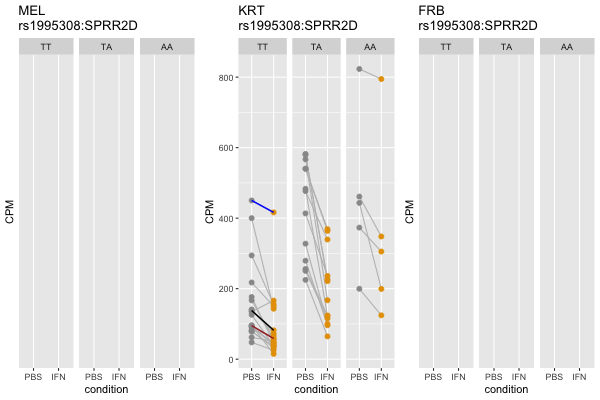 MEL
rs1995308:SPRR2D
TT TA AA
CPM
PBS IFN PBS IFN PBS IFN
condition
KRT
rs1995308:SPRR2D
TT TA AA
CPM
800
600
400
200
0
PBS IFN PBS IFN PBS IFN
condition
FRB
rs1995308:SPRR2D
TT TA AA
CPM
PBS IFN PBS IFN PBS IFN
condition